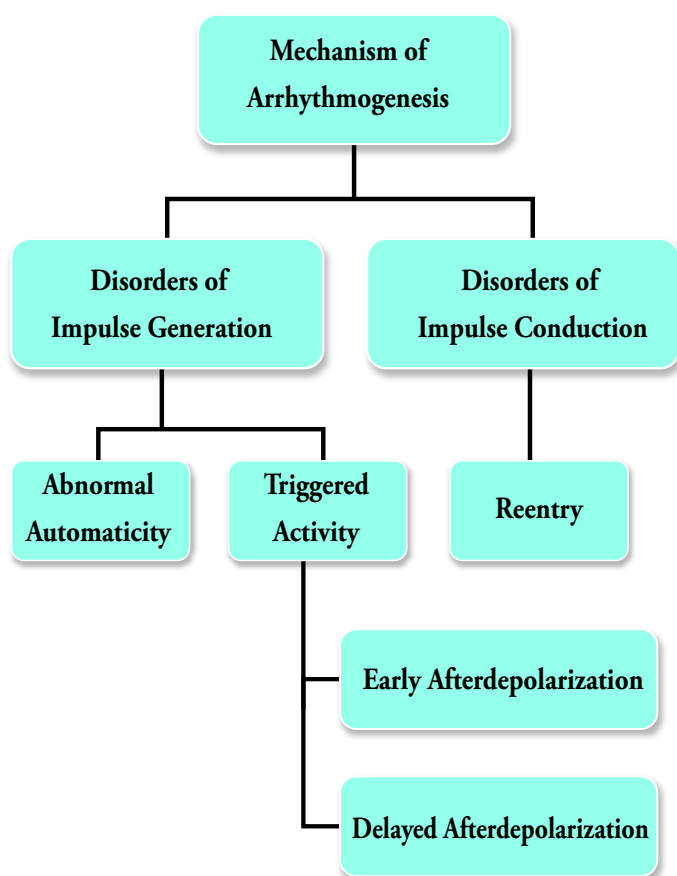 Mechanism of
Arrhythmogenesis
Disorders of
Impulse Generation
Disorders of
Impulse Conduction
Abnormal
Automaticity
Triggered
Activity
Reentry
Early Afterdepolarization
Delayed Afterdepolarization